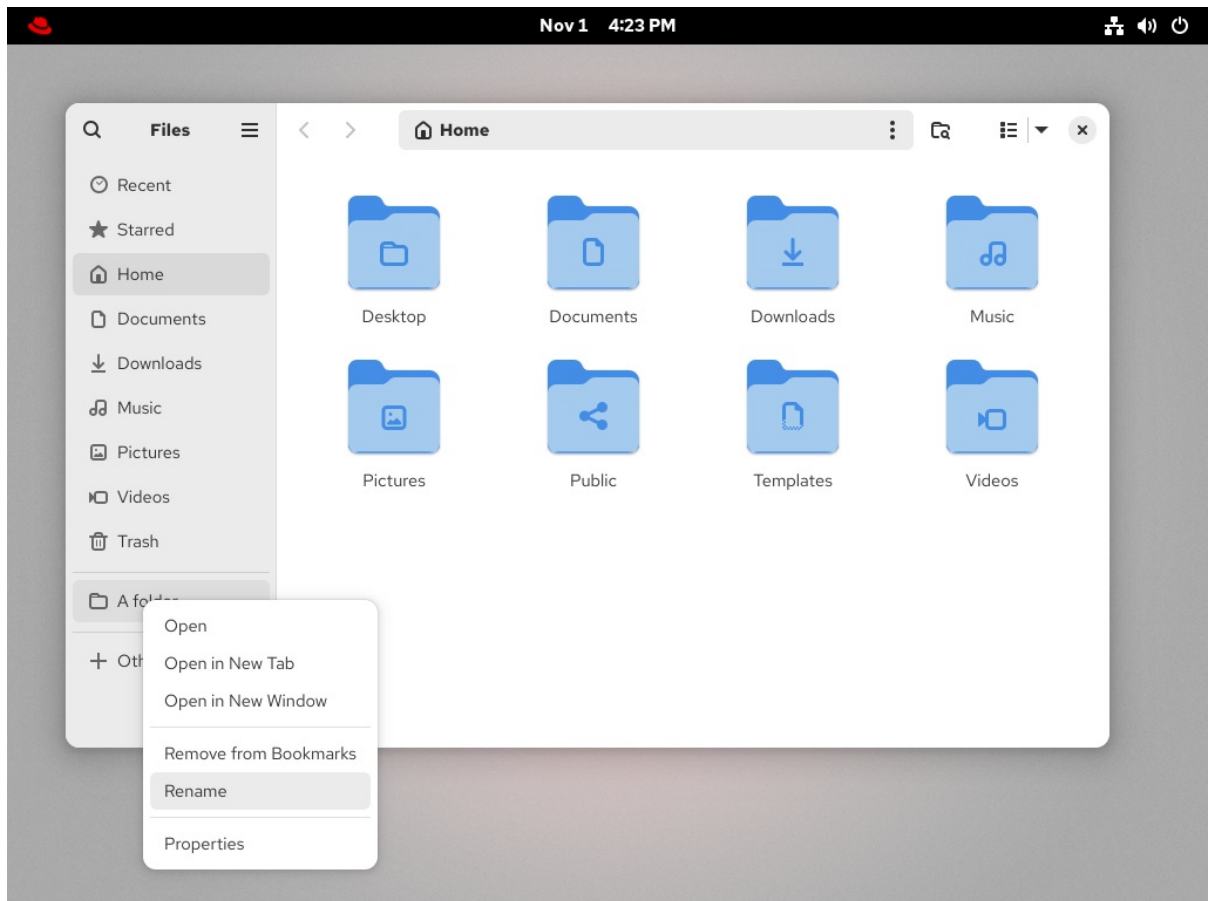 Nov 1 4:23 PM
Files
Home
Recent
Starred
Home
Documents
Downloads
Music
Pictures
Videos
Trash
A folder
Desktop
Documents
Downloads
Music
Pictures
Public
Templates
Videos
Open
Open in New Tab
Open in New Window
Remove from Bookmarks
Rename
Properties